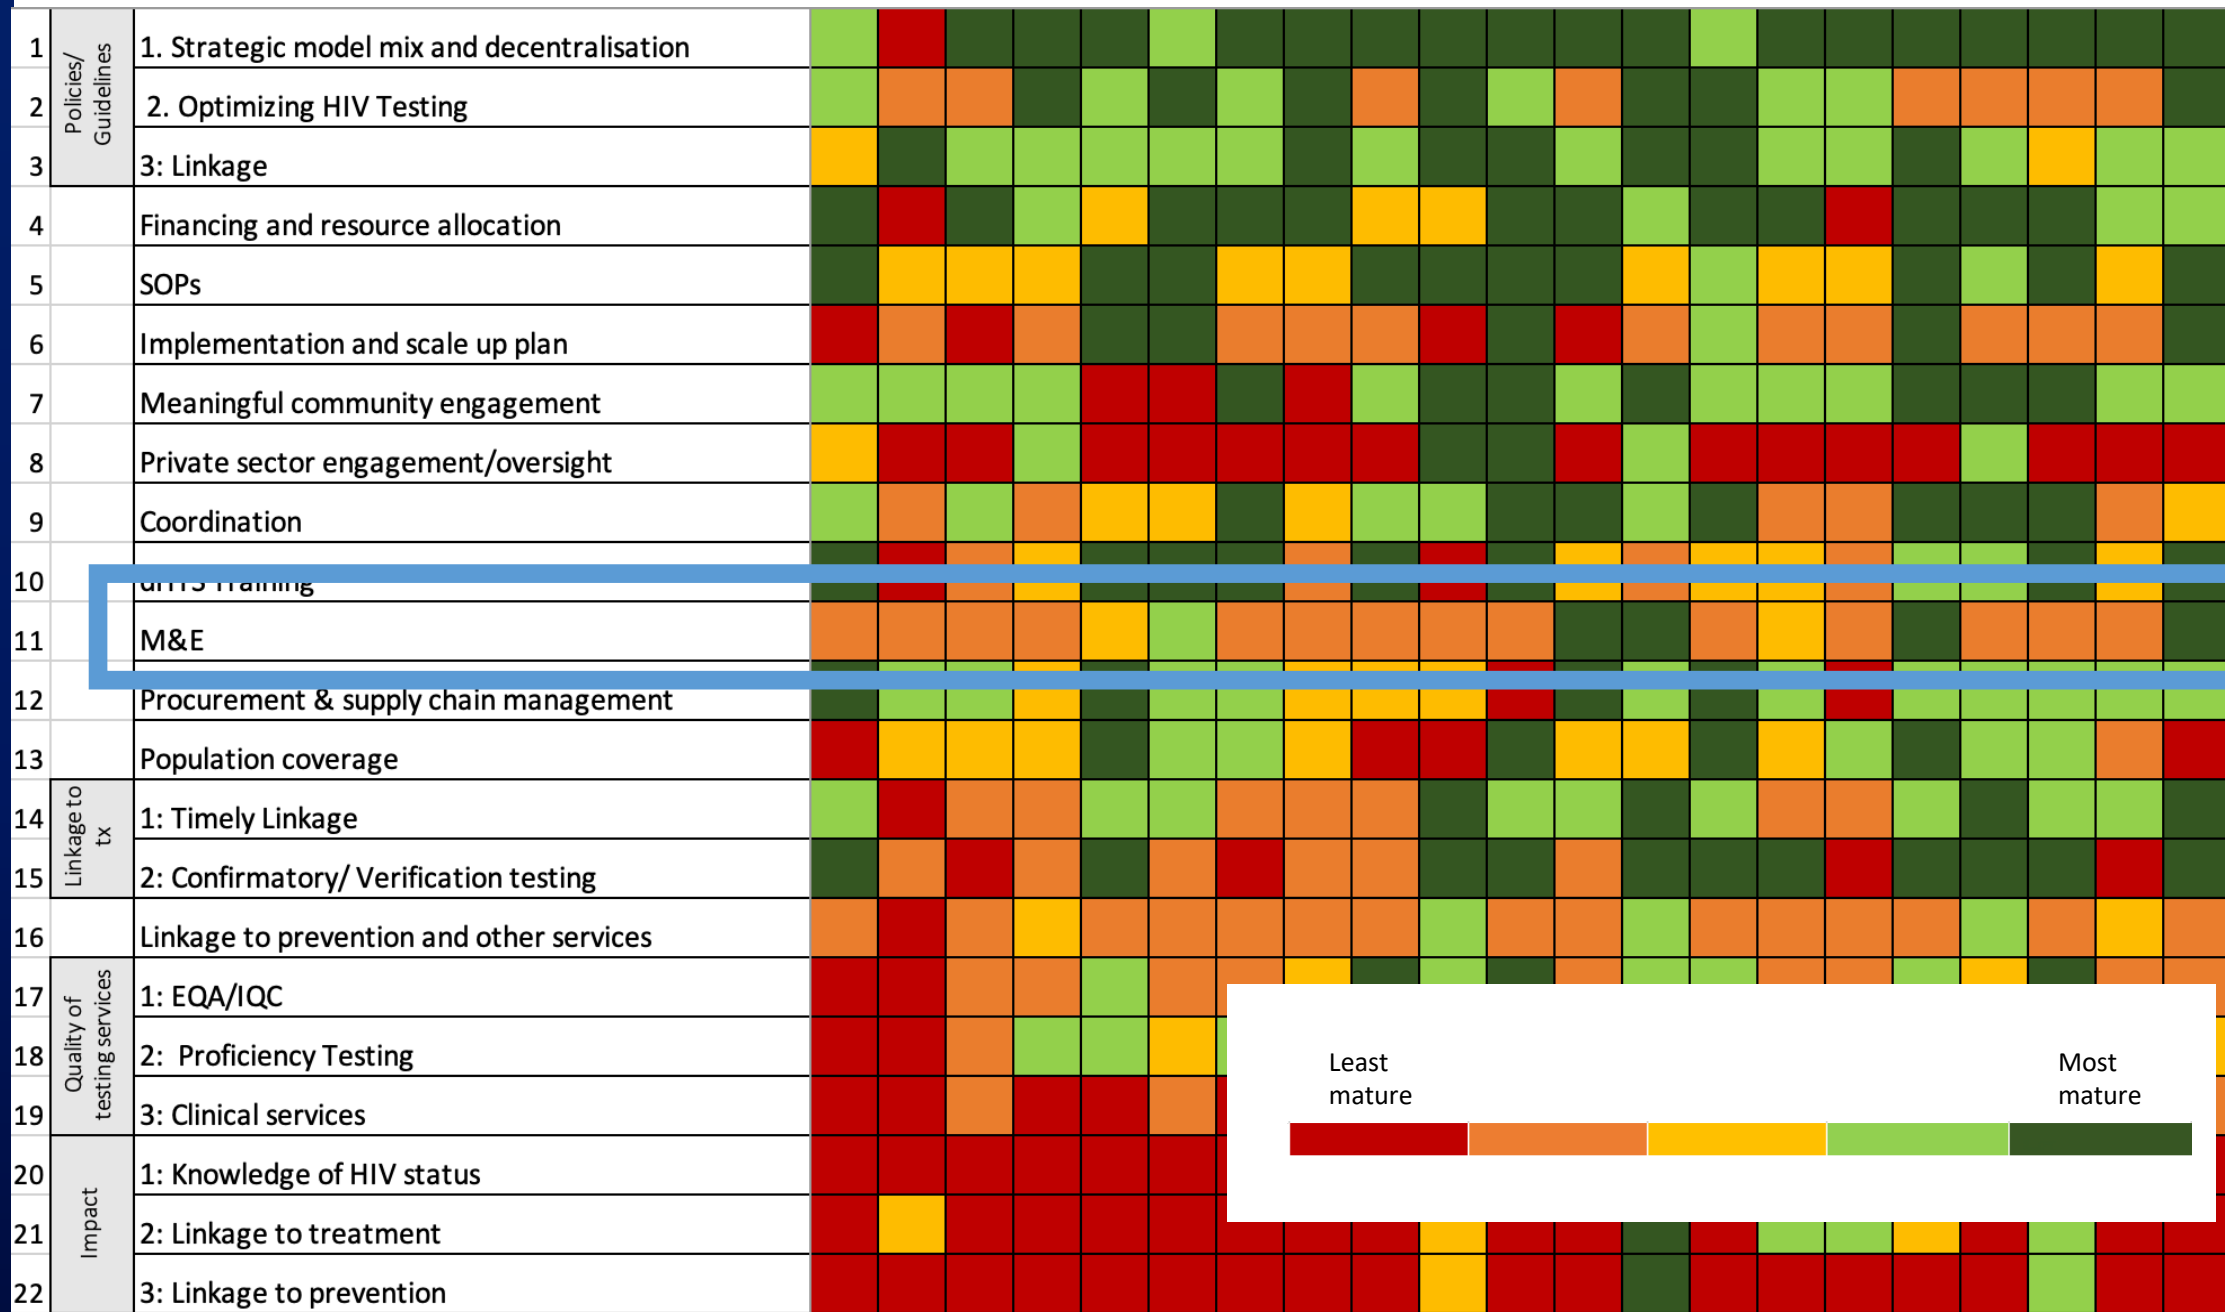 1 1. Strategic model mix and decentralisation
2 2. Optimizing HIV Testing
3 3: Linkage
Policies/
Guidelines
4 Financing and resource allocation
5 SOPs
6 Implementation and scale up plan
7 Meaningful community engagement
8 Private sector engagement/oversight
9 Coordination
10 Training
11 M&E
12 Procurement & supply chain management
13 Population coverage
14 1: Timely Linkage
15 2: Confirmatory/ Verification testing
Linkage to
tx
16 Linkage to prevention and other services
17 1: EQA/IQC
18 2: Proficiency Testing
19 3: Clinical services
Quality of
testing services
20 1: Knowledge of HIV status
21 2: Linkage to treatment
22 3: Linkage to prevention
Impact
Least
mature
Most
mature